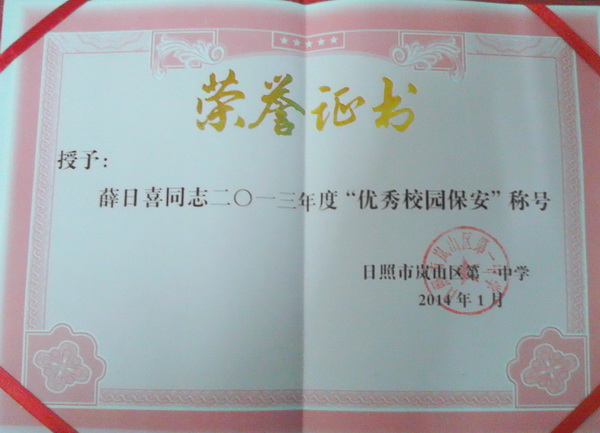 荣誉证书
授予：
薛日喜同志二〇一三年度“优秀校园保安”称号
日照市岚山区第一中学
2014年1月